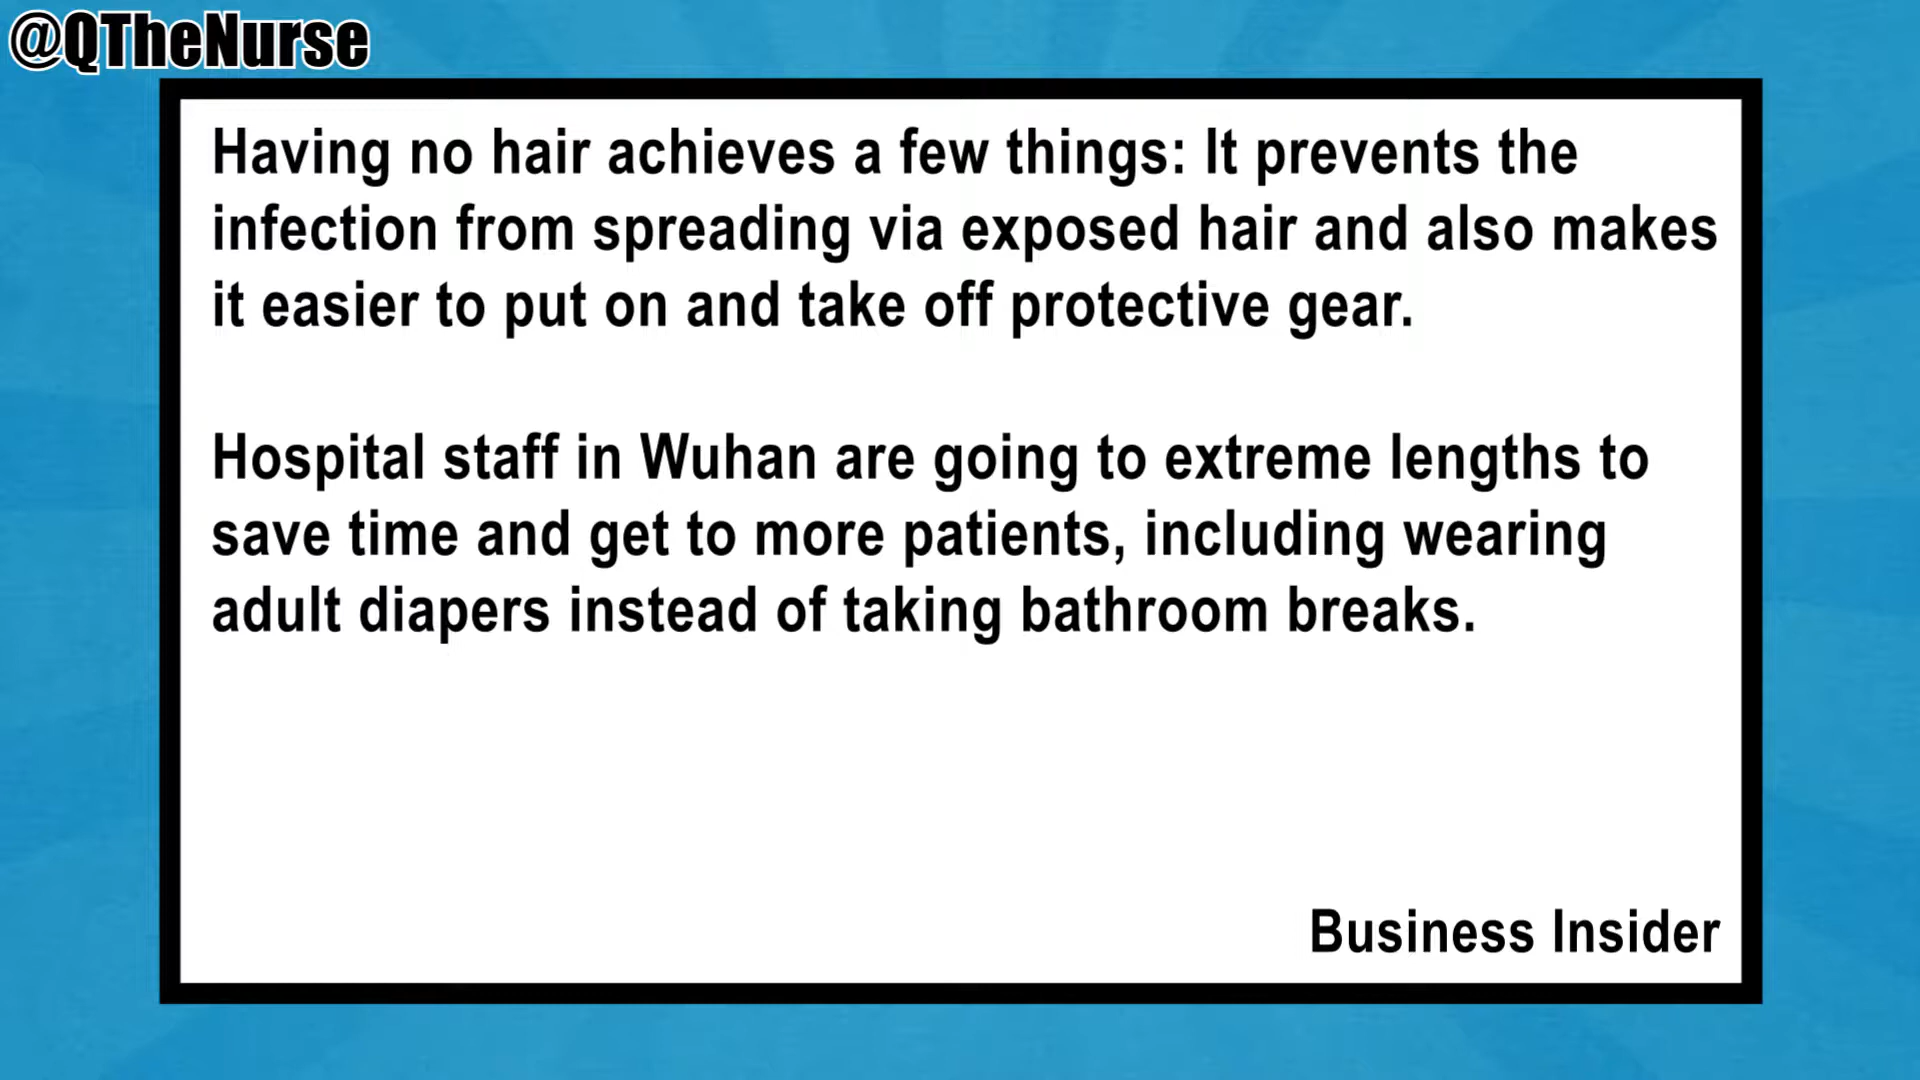 @QTheNurse
Having no hair achieves a few things: It prevents the
infection from spreading via exposed hair and also makes
it easier to put on and take off protective gear.
Hospital staff in Wuhan are going to extreme lengths to
save time and get to more patients, including wearing
adult diapers instead of taking bathroom breaks.
Business Insider